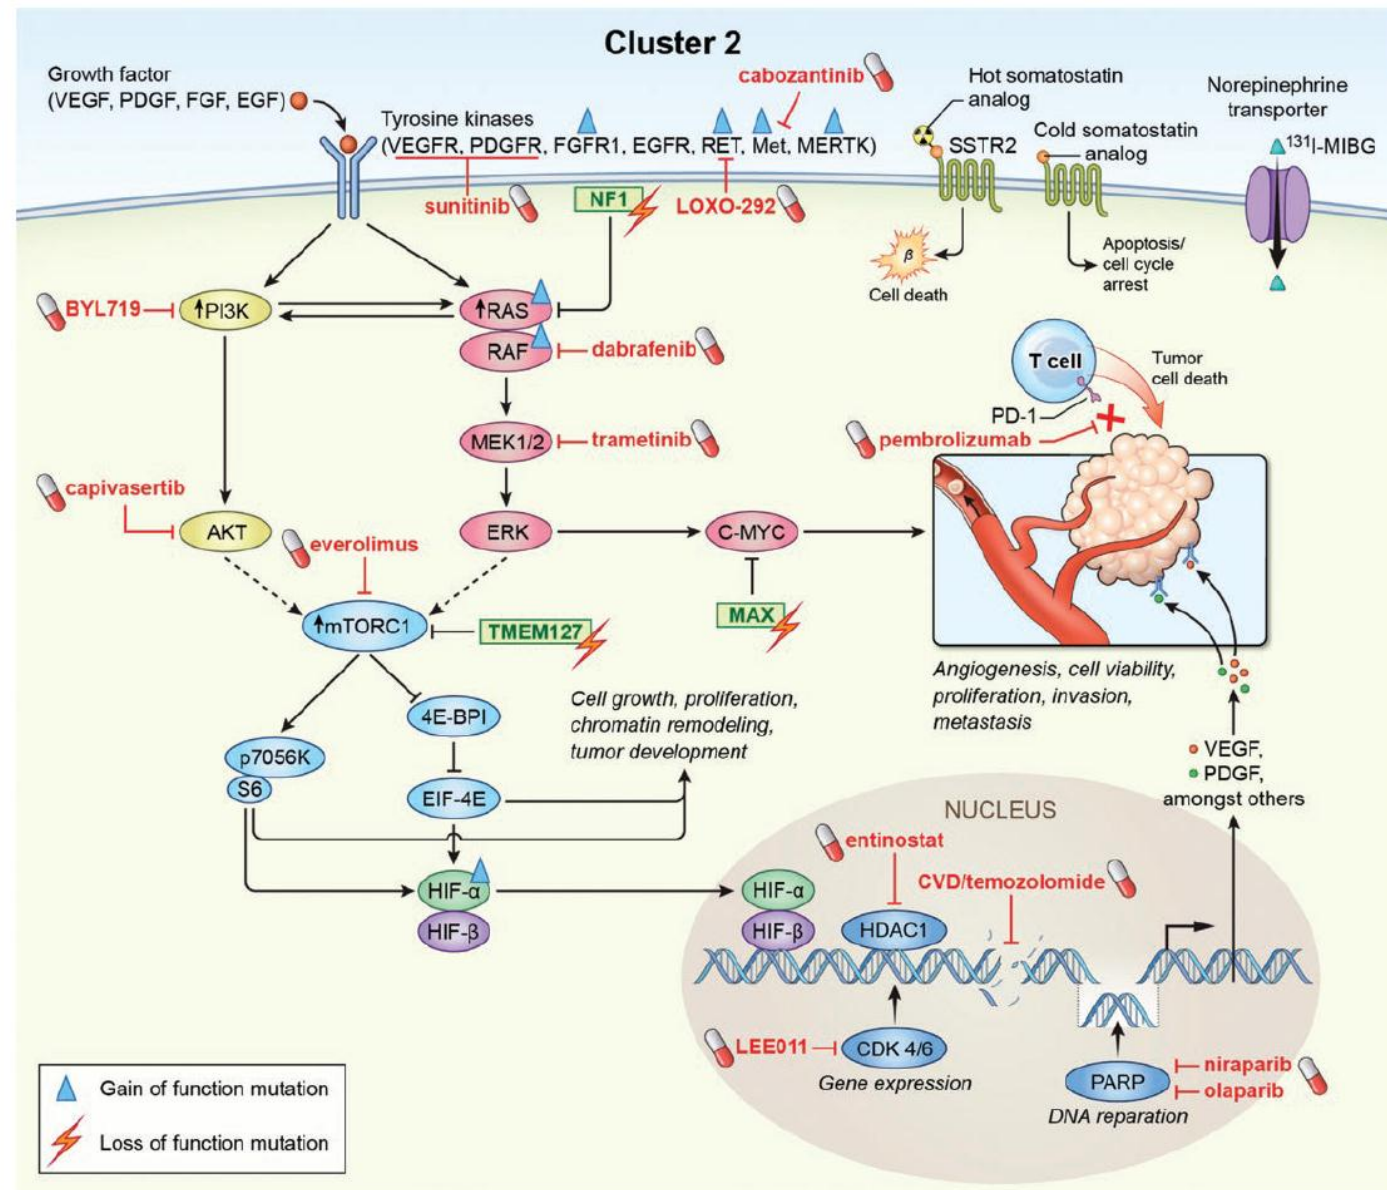 Cluster 2
Growth factor
(VEGF, PDGF, FGF, EGF)
Tyrosine kinases
(VEGFR, PDGFR, FGFR1, EGFR, RET, Met, MERTK)
cabozantinib
sunitinib
NF1
LOXO-292
Hot somatostatin
analog
SSTR2
Cold somatostatin
analog
Norepinephrine
transporter
131I-MIBG
β
Cell death
Apoptosis/
cell cycle
arrest
BYL719
PI3K
RAS
RAF
dabrafenib
MEK1/2
trametinib
T cell
Tumor
cell death
PD-1
pembrolizumab
capivasertib
AKT
everolimus
ERK
C-MYC
mTORC1
TMEM127
MAX
4E-BPI
p7056K
S6
EIF-4E
Cell growth, proliferation,
chromatin remodeling,
tumor development
Angiogenesis, cell viability,
proliferation, invasion,
metastasis
VEGF,
PDGF,
amongst others
NUCLEUS
entinostat
CVD/temozolomide
HIF-α
HIF-β
HIF-α
HIF-β
HDAC1
LEE011
CDK 4/6
Gene expression
PARP
niraparib
olaparib
DNA reparation
Gain of function mutation
Loss of function mutation